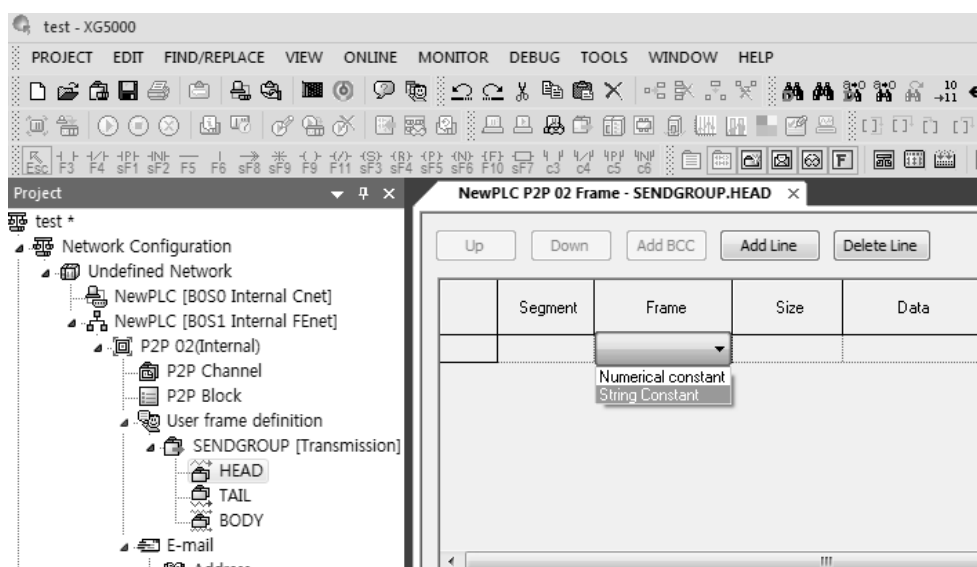 test - XG5000
PROJECT EDIT FIND/REPLACE VIEW ONLINE MONITOR DEBUG TOOLS WINDOW HELP
Esc F3 F4 sF1 sF2 F5 F6 sF8 sF9 F9 F11 sF3 sF4 sF5 sF6 F10 sF7 c3 c4 c5 c6
Project
NewPLC P2P 02 Frame - SENDGROUP.HEAD
test *
Network Configuration
Undefined Network
NewPLC [B0S0 Internal Cnet]
NewPLC [B0S1 Internal FEnet]
P2P 02(Internal)
P2P Channel
P2P Block
User frame definition
SENDGROUP [Transmission]
HEAD
TAIL
BODY
E-mail
Address
Up Down Add BCC Add Line Delete Line
Segment Frame Size Data
Numerical constant
String Constant